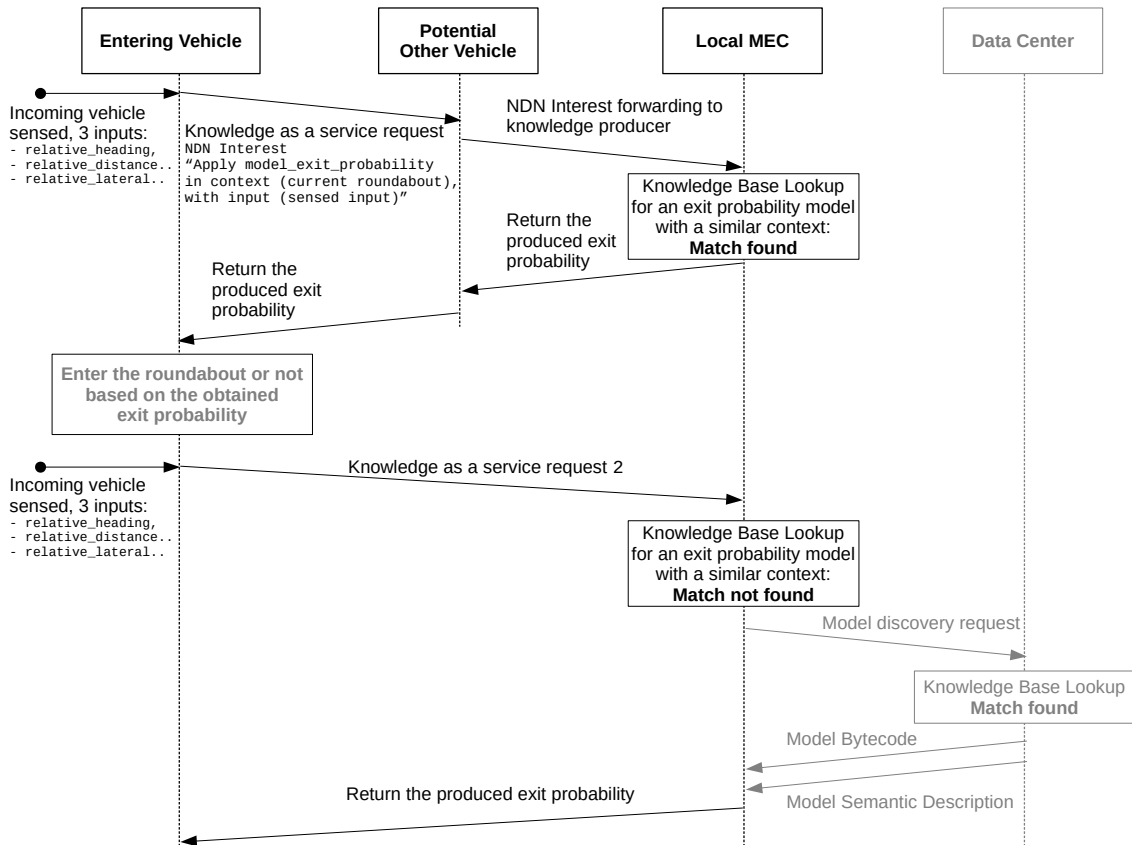 Entering Vehicle
Potential
Other Vehicle
Local MEC
Data Center
Incoming vehicle
sensed, 3 inputs:
- relative_heading,
- relative_distance..
- relative_lateral..
Knowledge as a service request
NDN Interest
“Apply model_exit_probability
in context (current roundabout),
with input (sensed input)”
NDN Interest forwarding to
knowledge producer
Knowledge Base Lookup
for an exit probability model
with a similar context:
Match found
Return the
produced exit
probability
Return the
produced exit
probability
Enter the roundabout or not
based on the obtained
exit probability
Incoming vehicle
sensed, 3 inputs:
- relative_heading,
- relative_distance..
- relative_lateral..
Knowledge as a service request 2
Knowledge Base Lookup
for an exit probability model
with a similar context:
Match not found
Model discovery request
Knowledge Base Lookup
Match found
Model Bytecode
Model Semantic Description
Return the produced exit probability